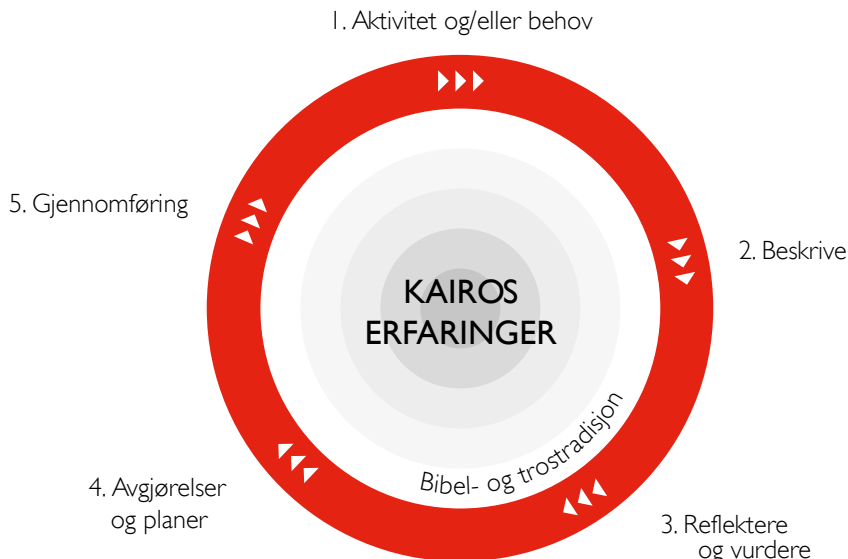 1. Aktivitet og/eller behov
2. Beskrive
3. Reflektere
og vurdere
4. Avgjørelser
og planer
5. Gjennomføring
KAIROS
ERFARINGER
Bibel- og trostradisjon